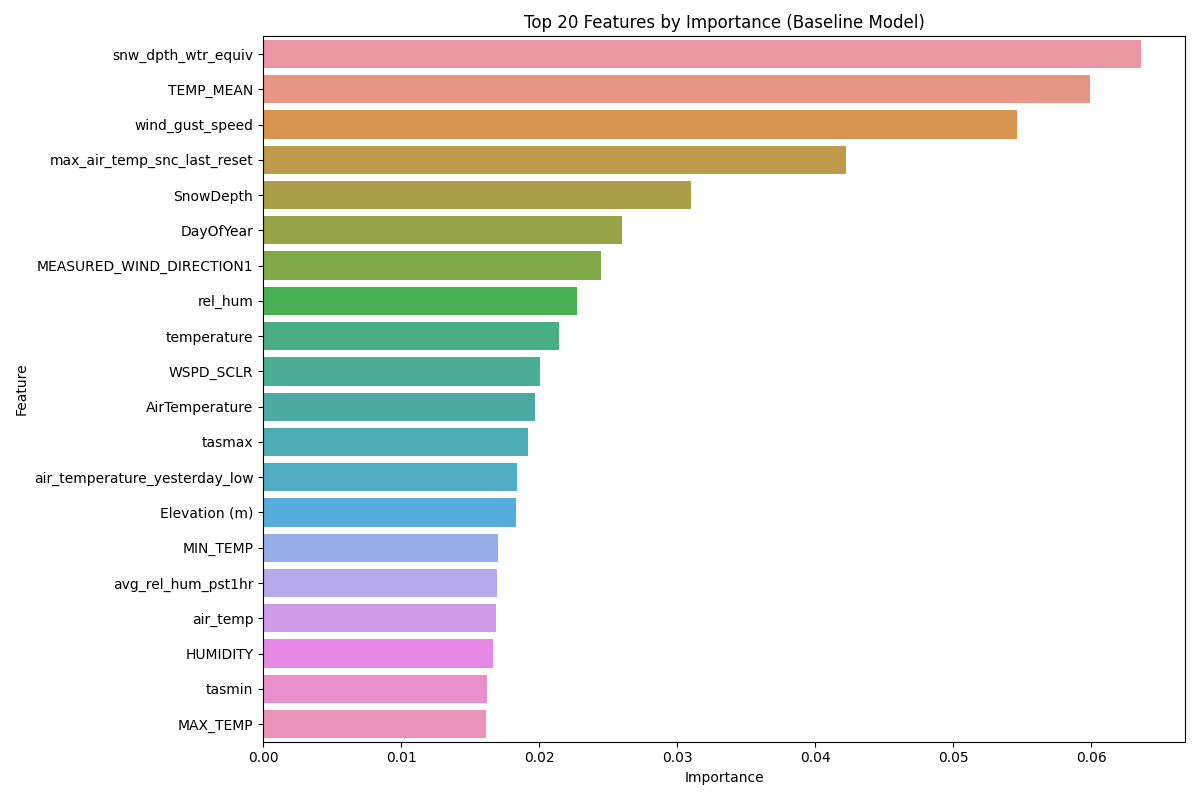 Top 20 Features by Importance (Baseline Model)
Feature
snw_dpth_wtr_equiv
TEMP_MEAN
wind_gust_speed
max_air_temp_snc_last_reset
SnowDepth
DayOfYear
MEASURED_WIND_DIRECTION1
rel_hum
temperature
WSPD_SCLR
AirTemperature
tasmax
air_temperature_yesterday_low
Elevation (m)
MIN_TEMP
avg_rel_hum_pst1hr
air_temp
HUMIDITY
tasmin
MAX_TEMP
0.00 0.01 0.02 0.03 0.04 0.05 0.06
Importance